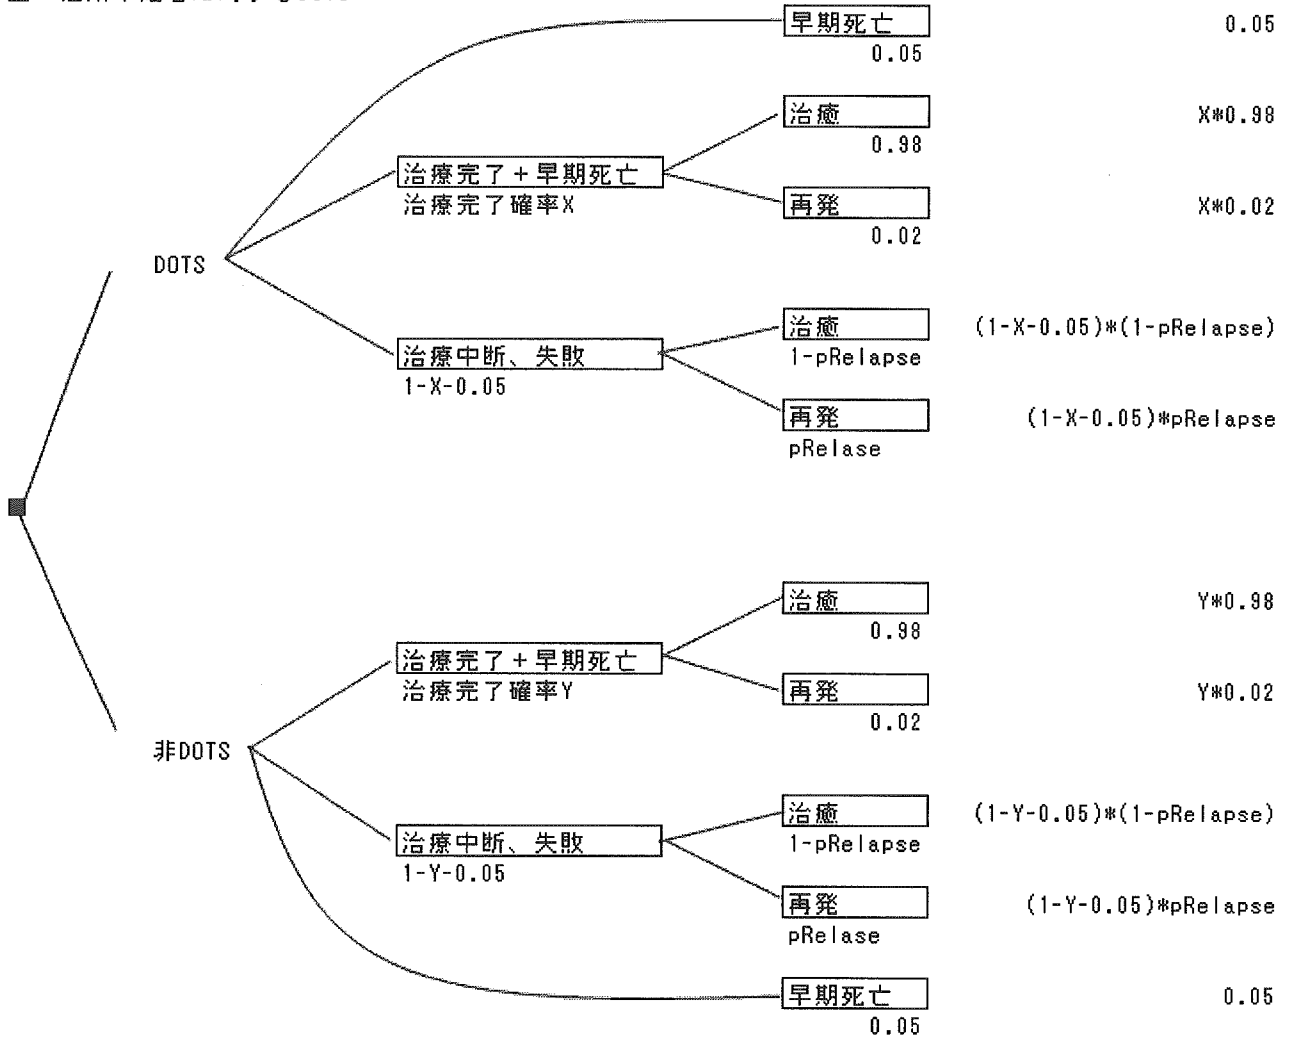 早期死亡 0.05
0.05
治癒 X*0.98
0.98
治療完了+早期死亡
治療完了確率X
再発 X*0.02
0.02
DOTS
治癒 (1-X-0.05)*(1-pRelapse)
1-pRelapse
治療中断、失敗
1-X-0.05
再発 (1-X-0.05)*pRelapse
pRelase
治癒 Y*0.98
0.98
治療完了+早期死亡
治療完了確率Y
再発 Y*0.02
0.02
非DOTS
治癒 (1-Y-0.05)*(1-pRelapse)
1-pRelapse
治療中断、失敗
1-Y-0.05
再発 (1-Y-0.05)*pRelapse
pRelase
早期死亡 0.05
0.05